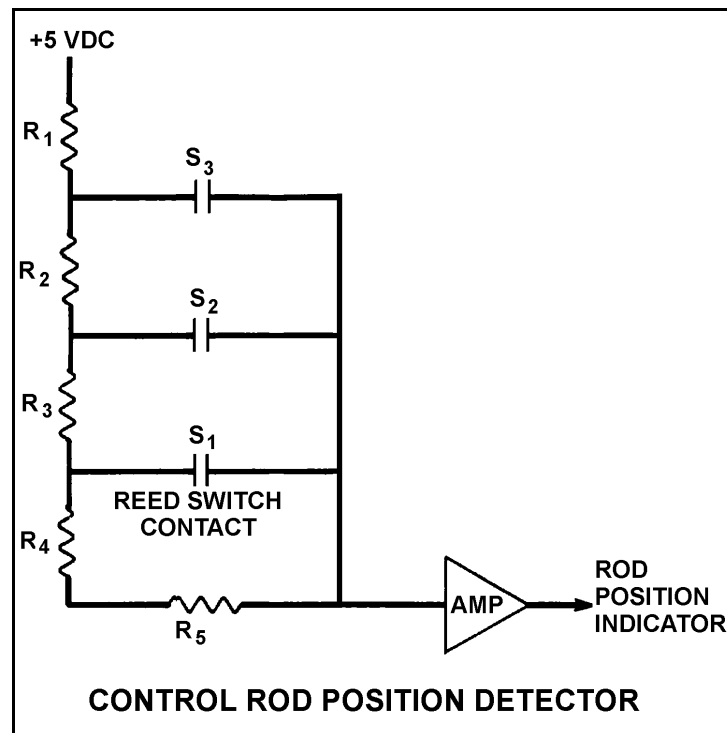 +5 VDC
R1
S3
R2
S2
R3
S1
REED SWITCH
CONTACT
R4
R5
AMP
ROD
POSITION
INDICATOR
CONTROL ROD POSITION DETECTOR